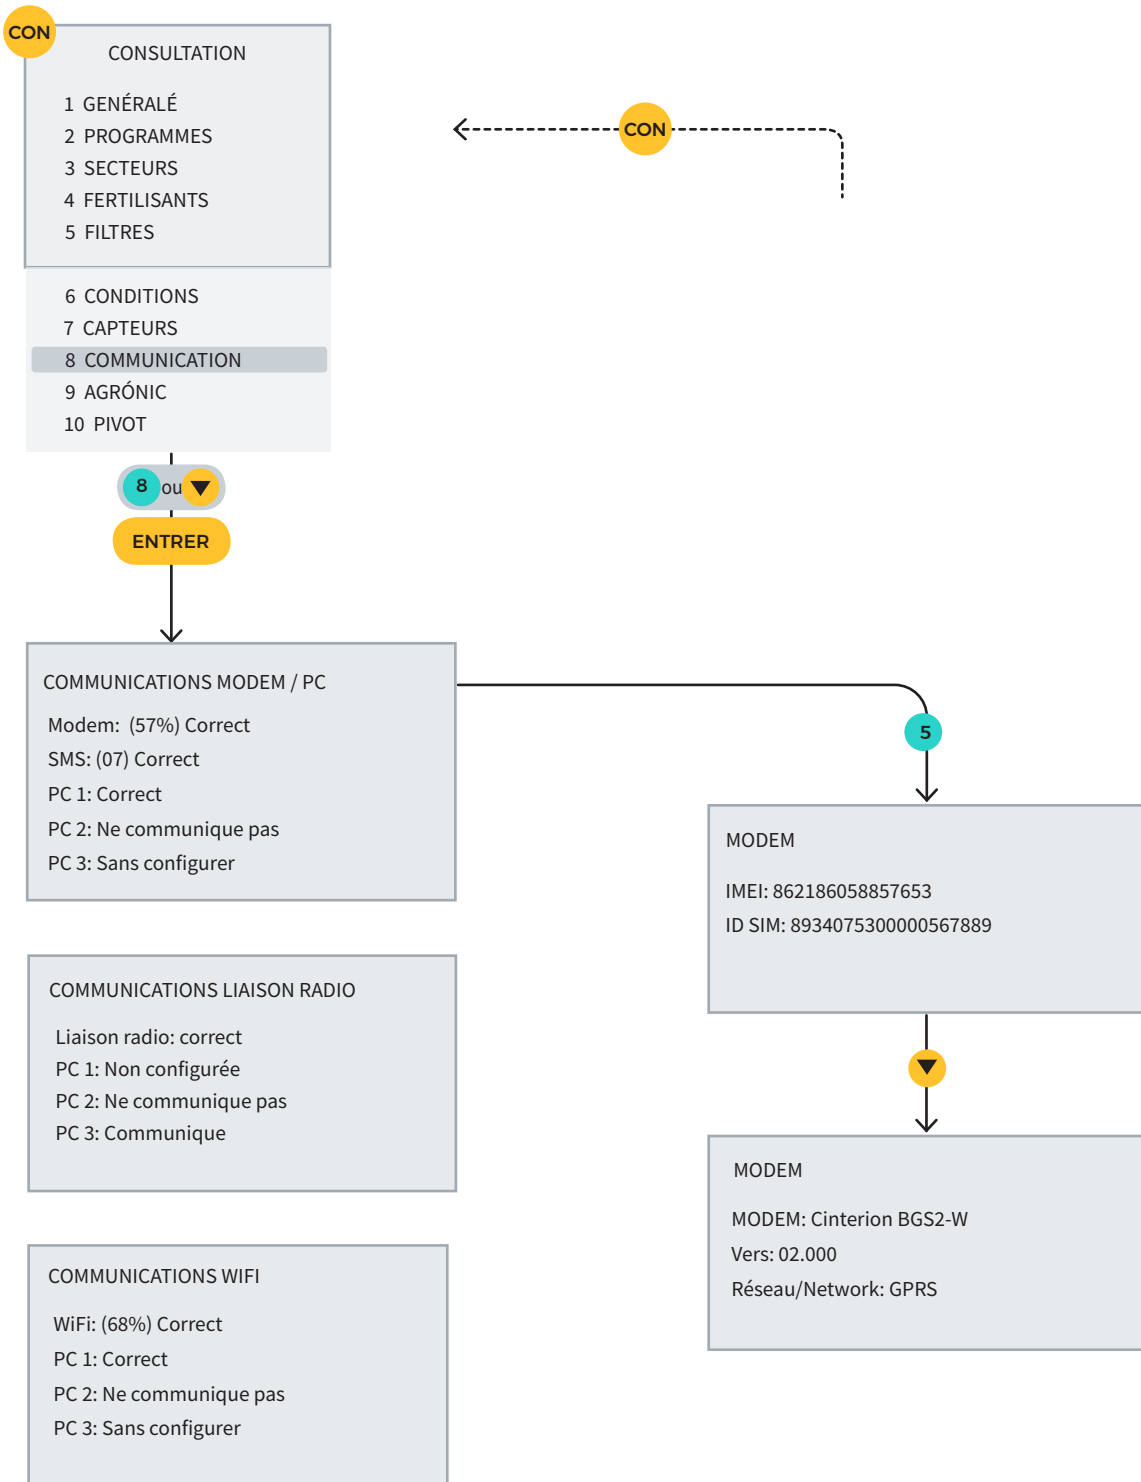 CON
CONSULTATION
1 GENÉRALÉ
2 PROGRAMMES
3 SECTEURS
4 FERTILISANTS
5 FILTRES
6 CONDITIONS
7 CAPTEURS
8 COMMUNICATION
9 AGRÓNIC
10 PIVOT
CON
8 ou
ENTRER
COMMUNICATIONS MODEM / PC
Modem: (57%) Correct
SMS: (07) Correct
PC 1: Correct
PC 2: Ne communique pas
PC 3: Sans configurer
5
MODEM
IMEI: 862186058857653
ID SIM: 8934075300000567889
COMMUNICATIONS LIAISON RADIO
Liaison radio: correct
PC 1: Non configurée
PC 2: Ne communique pas
PC 3: Communique
MODEM
MODEM: Cinterion BGS2-W
Vers: 02.000
Réseau/Network: GPRS
COMMUNICATIONS WIFI
WiFi: (68%) Correct
PC 1: Correct
PC 2: Ne communique pas
PC 3: Sans configurer